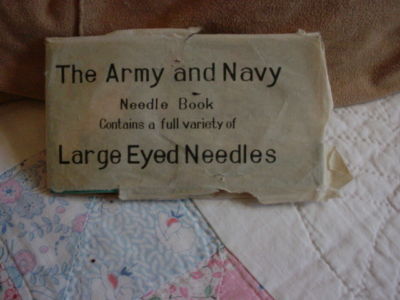 The Army and Navy
Needle Book
Contains a full variety of
Large Eyed Needles